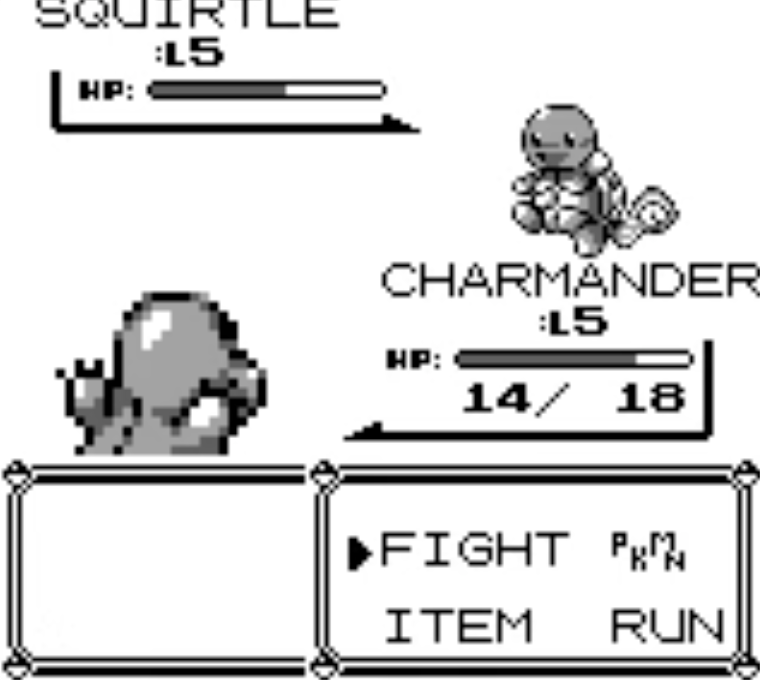 SQUIRTLE
:L5
HP:
CHARMANDER
:L5
HP:
14/ 18
FIGHT PKMN
ITEM RUN